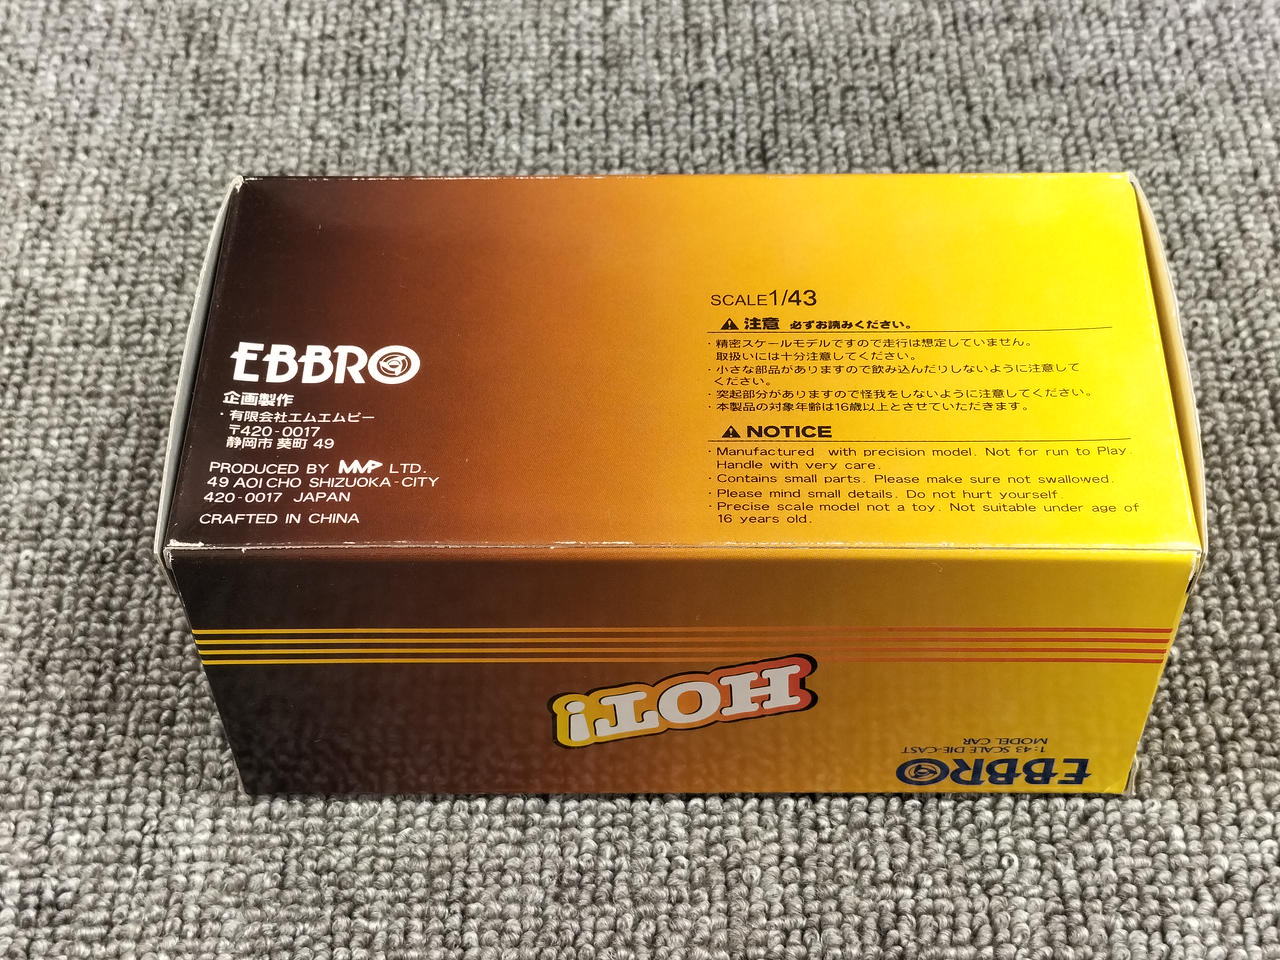 EBBRO
企画製作
・有限会社エムエムピー
〒420-0017
静岡市 葵町 49
PRODUCED BY MMP LTD.
49 AOI CHO SHIZUOKA-CITY
420-0017 JAPAN
CRAFTED IN CHINA
SCALE1/43
⚠注意 必ずお読みください。
・精密スケールモデルですので走行は想定していません。
取扱いには十分注意してください。
・小さな部品がありますので飲み込んだりしないように注意して
ください。
・突起部分がありますので怪我をしないように注意してください。
・本製品の対象年齢は16歳以上とさせていただきます。
⚠NOTICE
・Manufactured with precision model. Not for run to Play.
Handle with very care.
・Contains small parts. Please make sure not swallowed.
・Please mind small details. Do not hurt yourself.
・Precise scale model not a toy. Not suitable under age of
16 years old.
HOT!
EBBRO
1:43 SCALE DIE-CAST
MODEL CAR